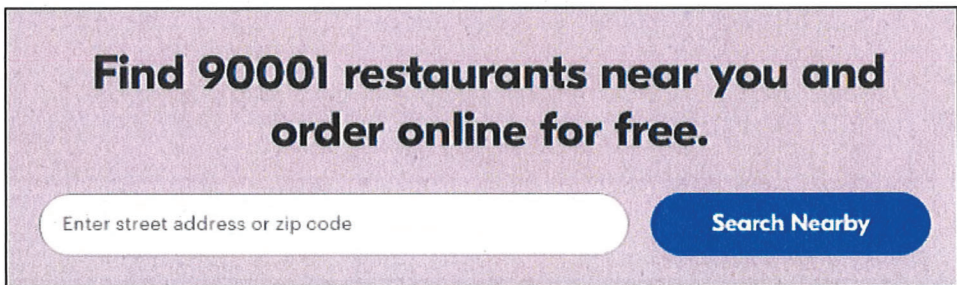 Find 90001 restaurants near you and
order online for free.
Enter street address or zip code
Search Nearby